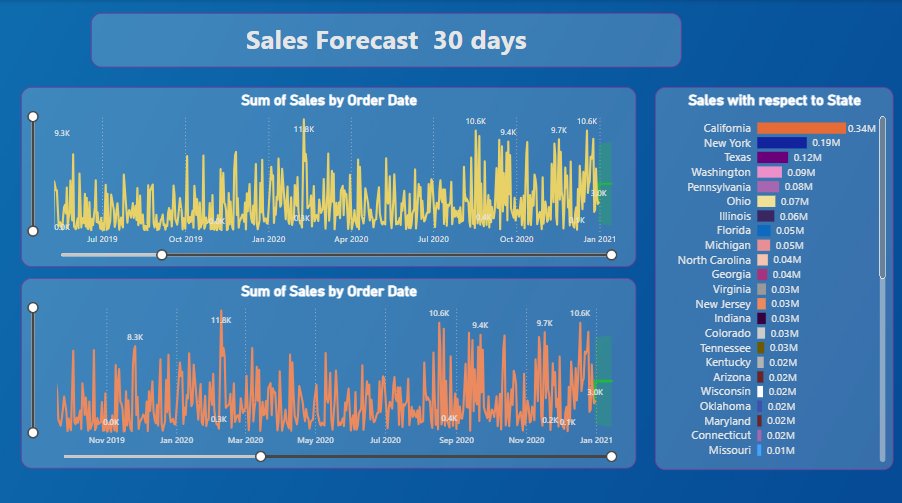 Sales Forecast  30 days
Sum of Sales by Order Date
9.3K
11.8K
10.6K
9.4K
9.7K
10.6K
3.0K
0.0K
0.3K
0.4K
0.1K
Jul 2019
Oct 2019
Jan 2020
Apr 2020
Jul 2020
Oct 2020
Jan 2021
Sum of Sales by Order Date
8.3K
11.8K
10.6K
9.4K
9.7K
10.6K
3.0K
0.0K
0.3K
0.4K
0.2K
0.1K
Nov 2019
Jan 2020
Mar 2020
May 2020
Jul 2020
Sep 2020
Nov 2020
Jan 2021
Sales with respect to State
California 0.34M
New York 0.19M
Texas 0.12M
Washington 0.09M
Pennsylvania 0.08M
Ohio 0.07M
Illinois 0.06M
Florida 0.05M
Michigan 0.05M
North Carolina 0.04M
Georgia 0.04M
Virginia 0.03M
New Jersey 0.03M
Indiana 0.03M
Colorado 0.03M
Tennessee 0.03M
Kentucky 0.02M
Arizona 0.02M
Wisconsin 0.02M
Oklahoma 0.02M
Maryland 0.02M
Connecticut 0.02M
Missouri 0.01M